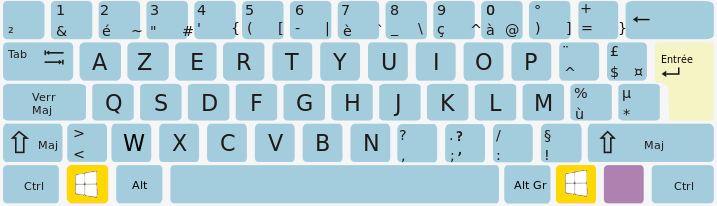 1 2 3 4 5 6 7 8 9 0 ° +
² & é ~ " # ' { ( [ - | è ` _ \ ç ^ à @ ) ] = } ←
Tab A Z E R T Y U I O P ¨ ^ £ $ ¤ Entrée
Verr Maj Q S D F G H J K L M % ù µ *
Maj > < W X C V B N ? , . ; / : § ! Maj
Ctrl Alt Alt Gr Ctrl